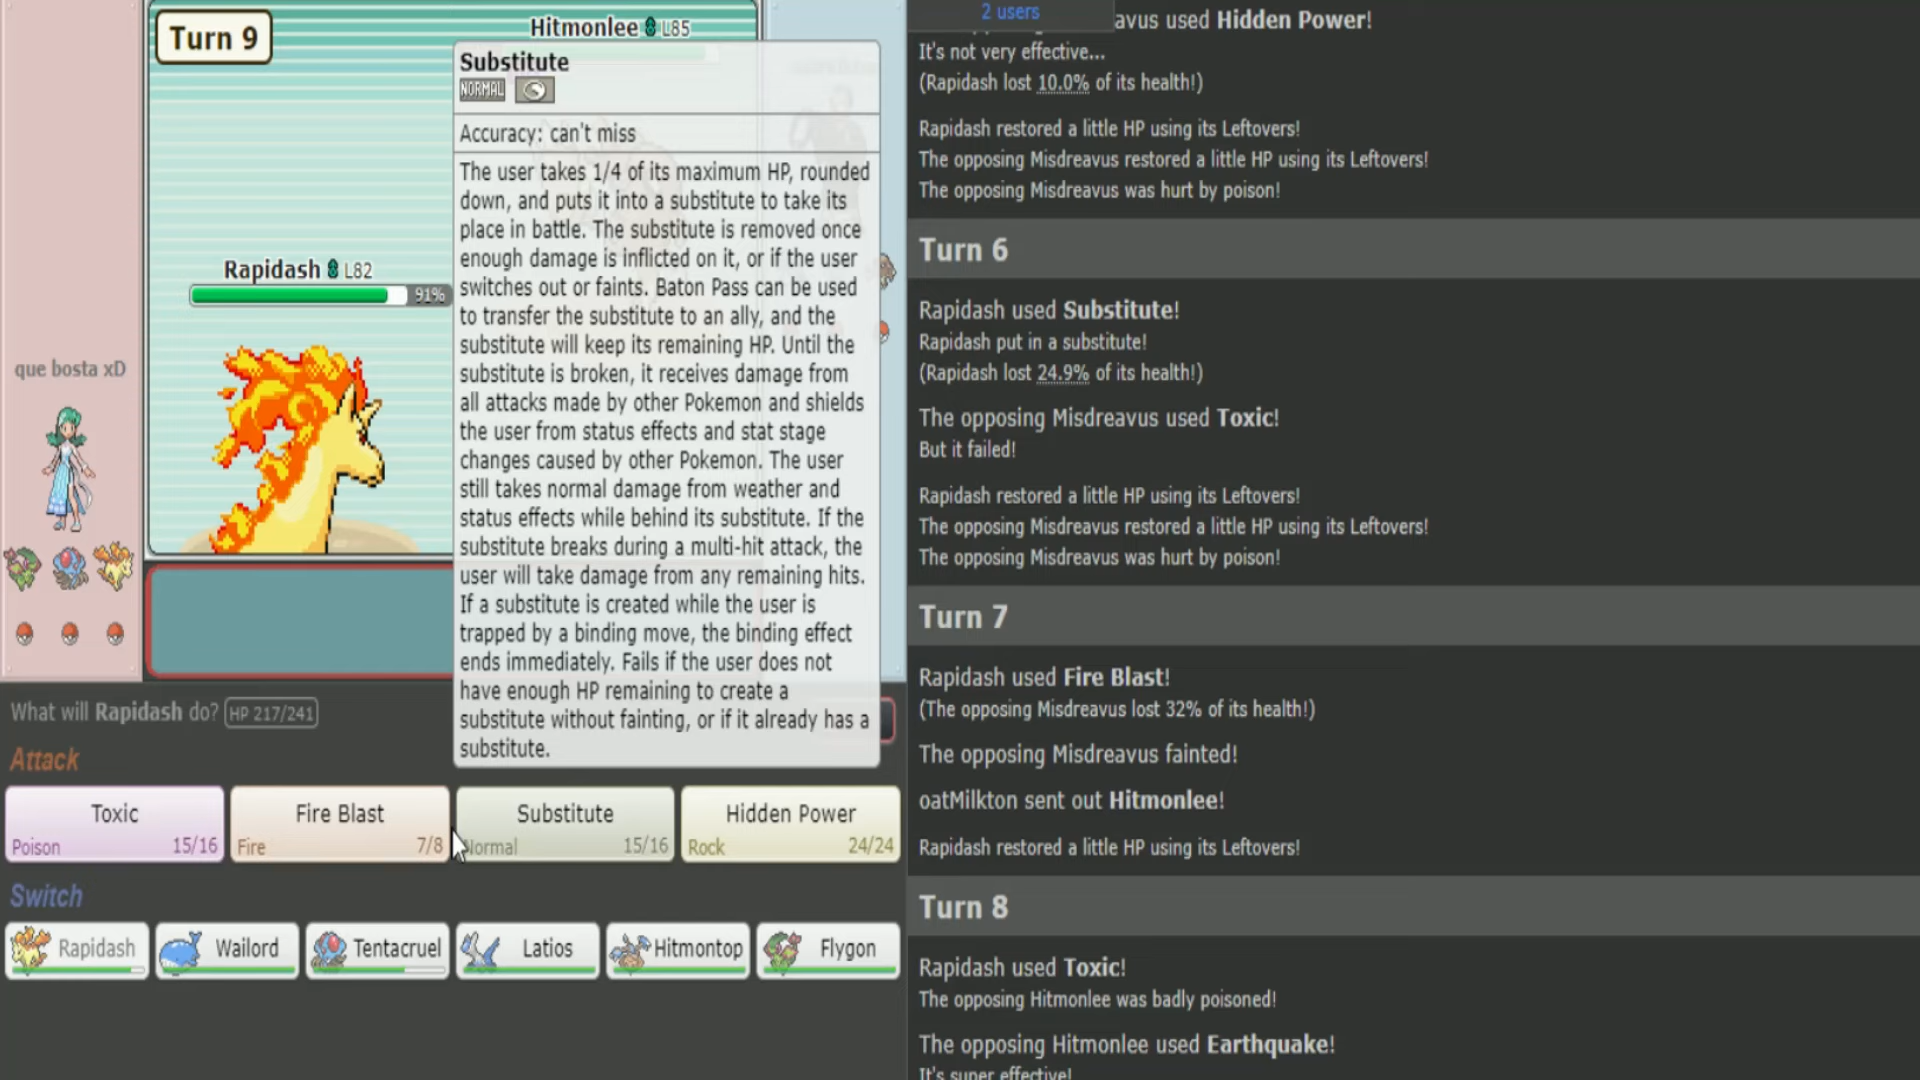 Turn 9
Hitmonlee L85
Substitute
NORMAL
Accuracy: can't miss
The user takes 1/4 of its maximum HP, rounded
down, and puts it into a substitute to take its
place in battle. The substitute is removed once
enough damage is inflicted on it, or if the user
switches out or faints. Baton Pass can be used
to transfer the substitute to an ally, and the
substitute will keep its remaining HP. Until the
substitute is broken, it receives damage from
all attacks made by other Pokemon and shields
the user from status effects and stat stage
changes caused by other Pokemon. The user
still takes normal damage from weather and
status effects while behind its substitute. If the
substitute breaks during a multi-hit attack, the
user will take damage from any remaining hits.
If a substitute is created while the user is
trapped by a binding move, the binding effect
ends immediately. Fails if the user does not
have enough HP remaining to create a
substitute without fainting, or if it already has a
substitute.
Rapidash L82
91%
que bosta xD
What will Rapidash do? HP 217/241
Attack
Toxic
Poison 15/16
Fire Blast
Fire 7/8
Substitute
Normal 15/16
Hidden Power
Rock 24/24
Switch
Rapidash
Wailord
Tentacruel
Latios
Hitmontop
Flygon
2 users
avus used Hidden Power!
It's not very effective...
(Rapidash lost 10.0% of its health!)
Rapidash restored a little HP using its Leftovers!
The opposing Misdreavus restored a little HP using its Leftovers!
The opposing Misdreavus was hurt by poison!
Turn 6
Rapidash used Substitute!
Rapidash put in a substitute!
(Rapidash lost 24.9% of its health!)
The opposing Misdreavus used Toxic!
But it failed!
Rapidash restored a little HP using its Leftovers!
The opposing Misdreavus restored a little HP using its Leftovers!
The opposing Misdreavus was hurt by poison!
Turn 7
Rapidash used Fire Blast!
(The opposing Misdreavus lost 32% of its health!)
The opposing Misdreavus fainted!
oatMilkton sent out Hitmonlee!
Rapidash restored a little HP using its Leftovers!
Turn 8
Rapidash used Toxic!
The opposing Hitmonlee was badly poisoned!
The opposing Hitmonlee used Earthquake!
It's super effective!